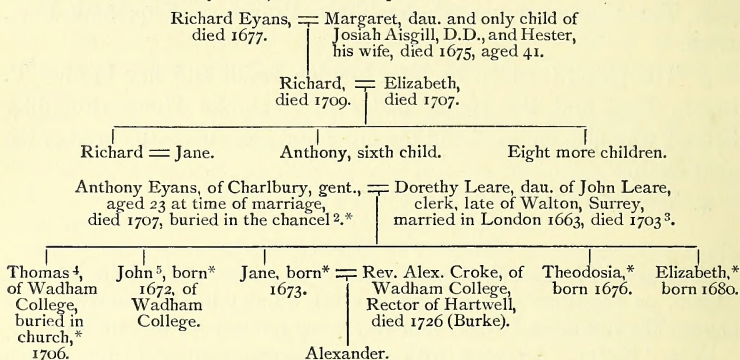 Richard Eyans, = Margaret, dau. and only child of
died 1677. Josiah Aisgill, D.D., and Hester,
his wife, died 1675, aged 41.
Richard, = Elizabeth,
died 1709. died 1707.
Richard = Jane. Anthony, sixth child. Eight more children.
Anthony Eyans, of Charlbury, gent., = Dorethy Leare, dau. of John Leare,
aged 23 at time of marriage, clerk, late of Walton, Surrey,
died 1707, buried in the chancel ².* married in London 1663, died 1703 ³.
Thomas ⁴, John ⁵, born* Jane, born* = Rev. Alex. Croke, of Theodosia,* Elizabeth,*
of Wadham 1672, of 1673. Wadham College, born 1676. born 1680.
College, Wadham Rector of Hartwell,
buried in College. died 1726 (Burke).
church,*
1706. Alexander.